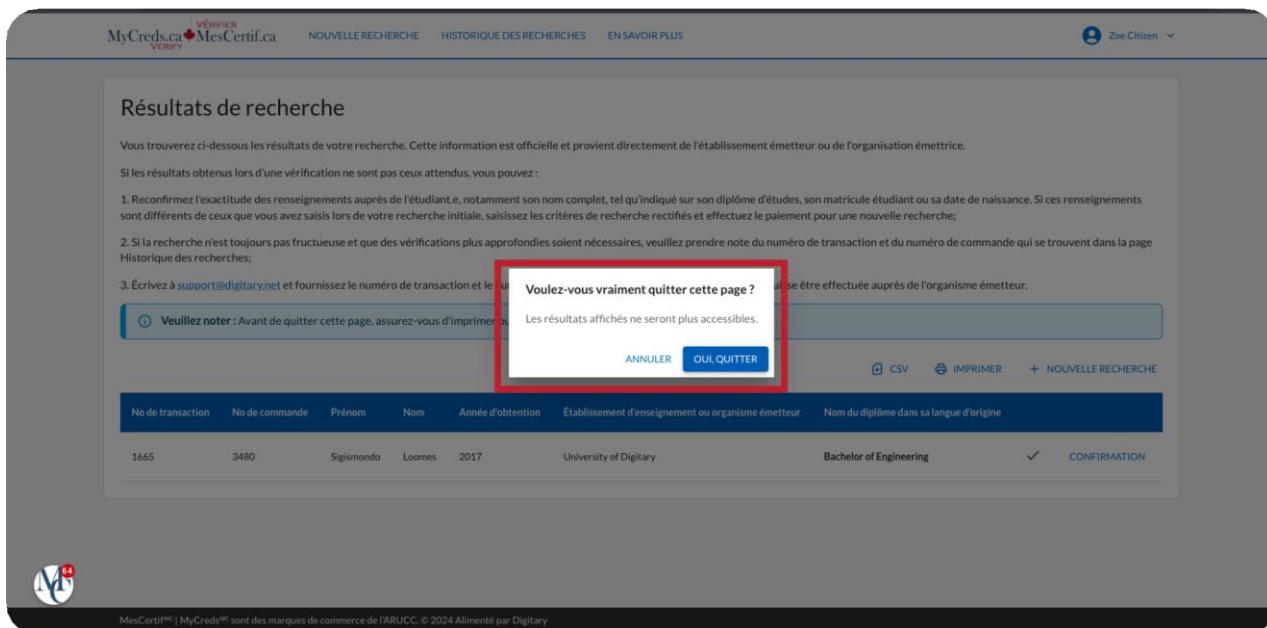 VÉRIFIER
MyCreds.ca MesCertif.ca
VERIFY
NOUVELLE RECHERCHE HISTORIQUE DES RECHERCHES EN SAVOIR PLUS
Zoe Citizen
Résultats de recherche
Vous trouverez ci-dessous les résultats de votre recherche. Cette information est officielle et provient directement de l'établissement émetteur ou de l'organisation émettrice.
Si les résultats obtenus lors d'une vérification ne sont pas ceux attendus, vous pouvez :
1. Reconfirmez l'exactitude des renseignements auprès de l'étudiant.e, notamment son nom complet, tel qu'indiqué sur son diplôme d'études, son matricule étudiant ou sa date de naissance. Si ces renseignements
sont différents de ceux que vous avez saisis lors de votre recherche initiale, saisissez les critères de recherche rectifiés et effectuez le paiement pour une nouvelle recherche;
2. Si la recherche n'est toujours pas fructueuse et que des vérifications plus approfondies soient nécessaires, veuillez prendre note du numéro de transaction et du numéro de commande qui se trouvent dans la page
Historique des recherches;
3. Écrivez à support@digitary.net et fournissez le numéro de transaction et le se être effectuée auprès de l'organisme émetteur.
Voulez-vous vraiment quitter cette page ?
Les résultats affichés ne seront plus accessibles.
ANNULER OUI, QUITTER
Veuillez noter : Avant de quitter cette page, assurez-vous d'imprimer
CSV IMPRIMER + NOUVELLE RECHERCHE
No de transaction No de commande Prénom Nom Année d'obtention Établissement d'enseignement ou organisme émetteur Nom du diplôme dans sa langue d'origine
1665 3480 Sigismondo Loomes 2017 University of Digitary Bachelor of Engineering CONFIRMATION
64
MesCertifᴹᶜ | MyCredsᴹᶜ sont des marques de commerce de l'ARUCC. © 2024 Alimenté par Digitary